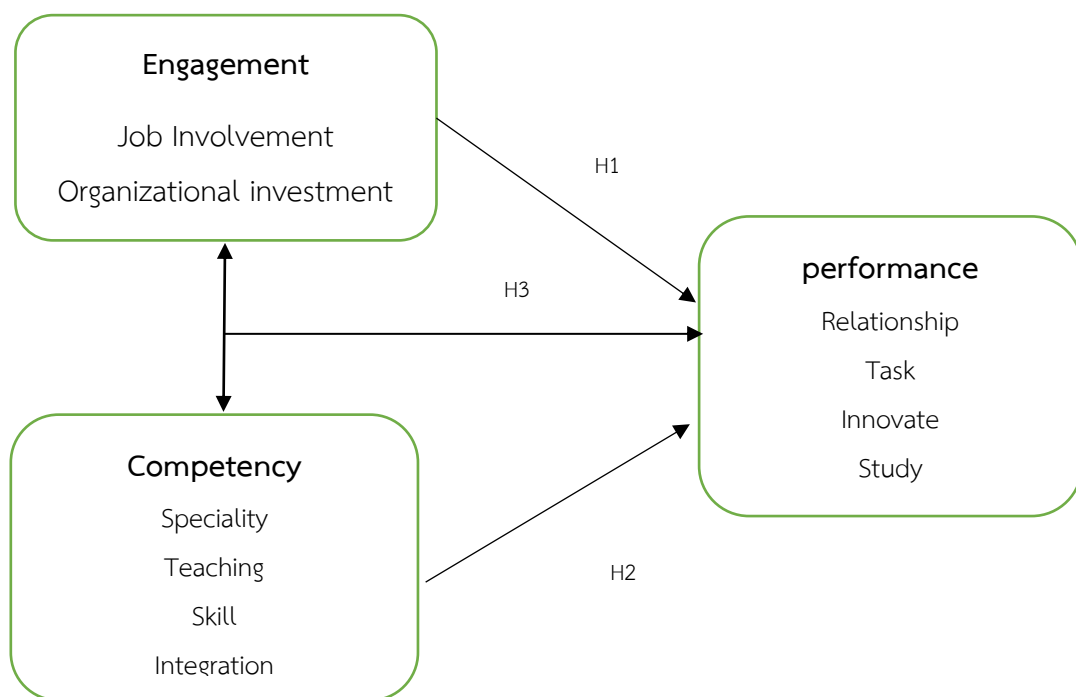 Engagement
Job Involvement
Organizational investment
H1
H3
performance
Relationship
Task
Innovate
Study
Competency
Speciality
Teaching
Skill
Integration
H2